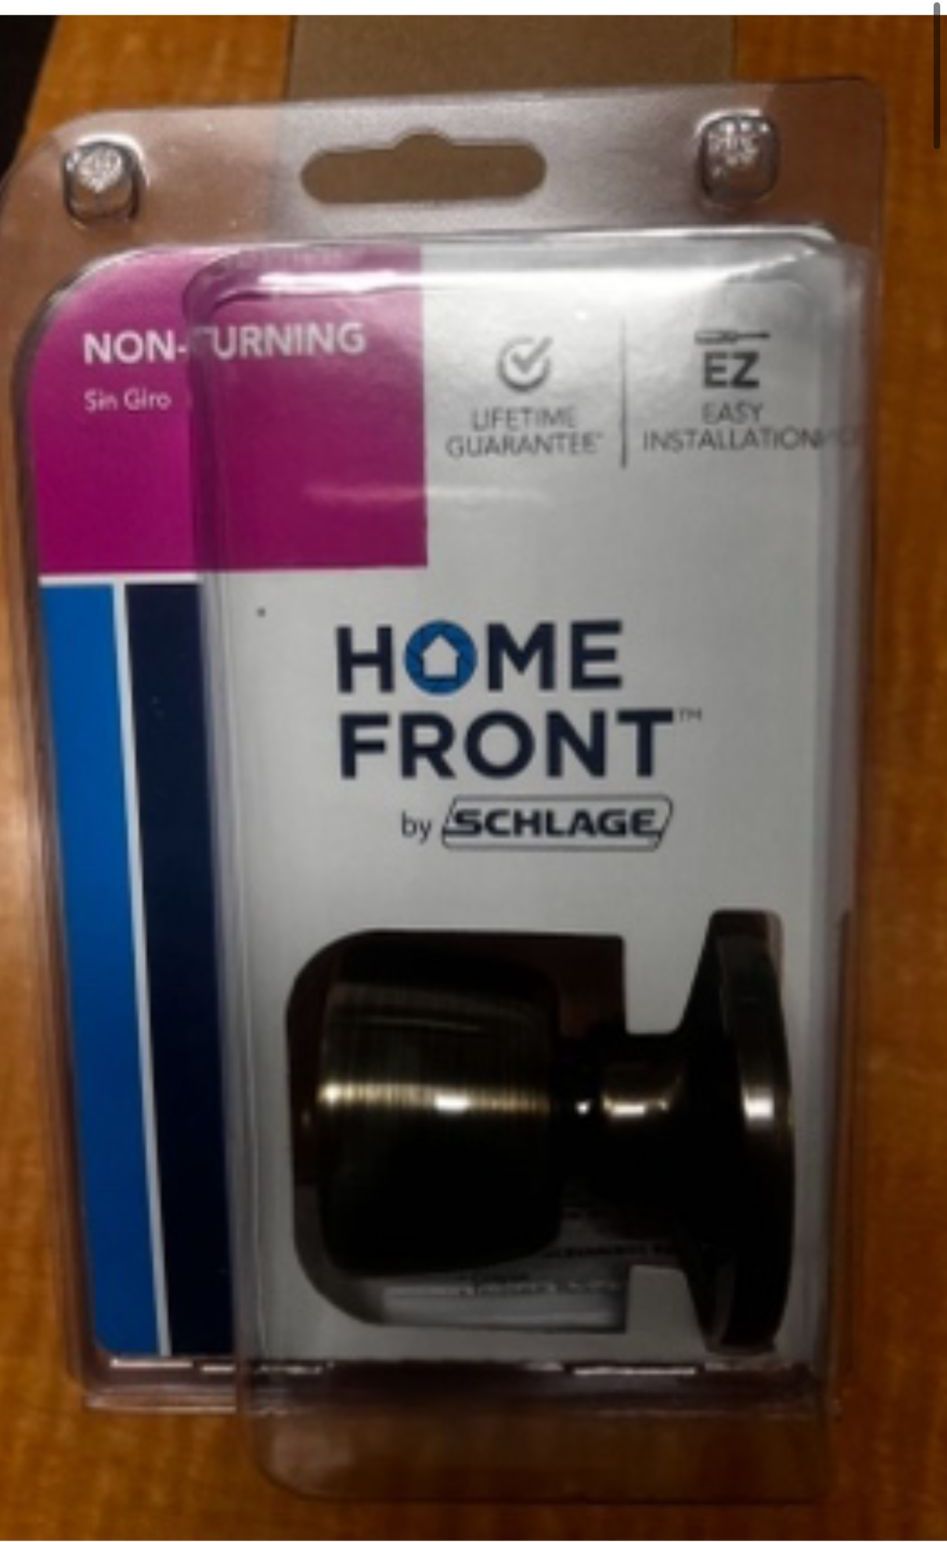 NON-TURNING
Sin Giro
LIFETIME
GUARANTEE*
EZ
EASY
INSTALLATION
HOME
FRONT™
by SCHLAGE